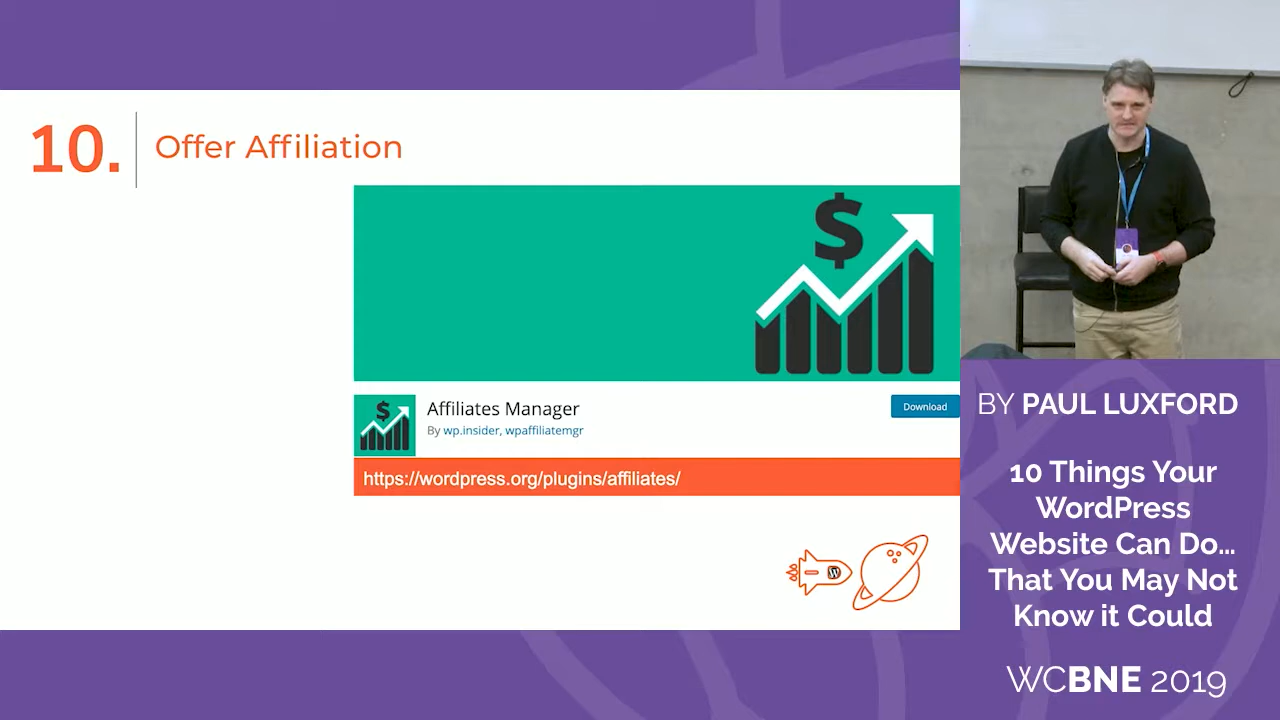 10.
Offer Affiliation
$
Affiliates Manager
By wp.insider, wpaffiliatemgr
Download
https://wordpress.org/plugins/affiliates/
BY PAUL LUXFORD
10 Things Your
WordPress
Website Can Do...
That You May Not
Know it Could
WCBNE 2019